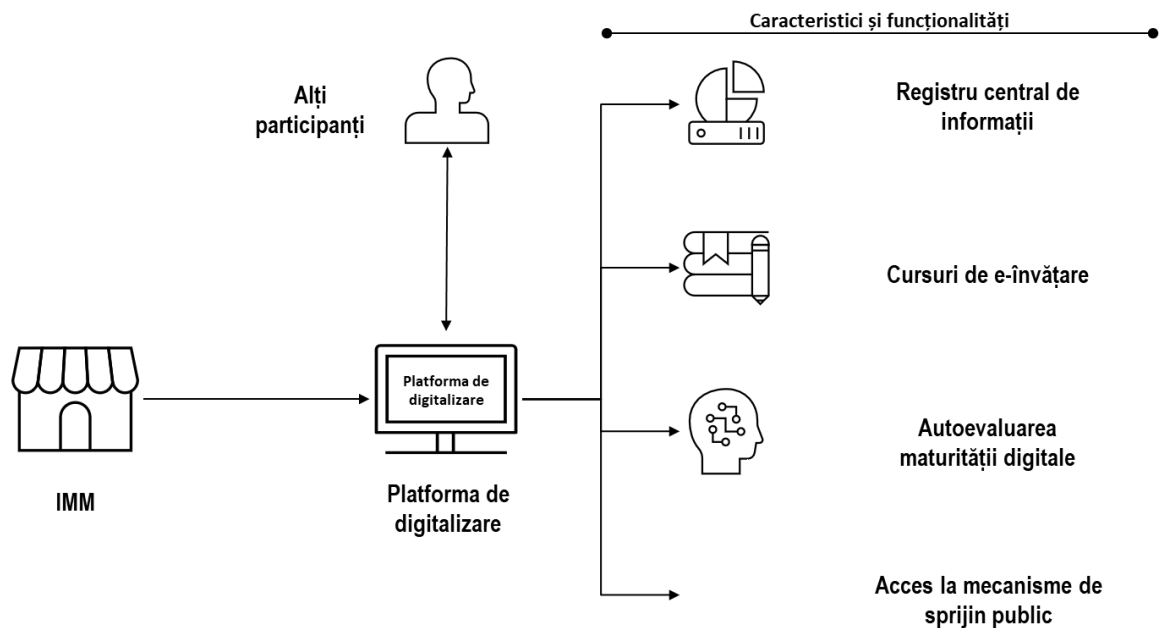 Caracteristici și funcționalități
Alți
participanți
Registru central de
informații
Cursuri de e-învățare
Platforma de
digitalizare
Autoevaluarea
maturității digitale
IMM
Platforma de
digitalizare
Acces la mecanisme de
sprijin public